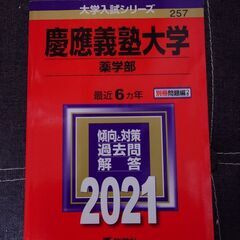 大学入試シリーズ
257
慶應義塾大学
薬学部
最近6カ年
別冊問題編
傾向と対策
過去問
解答
2021